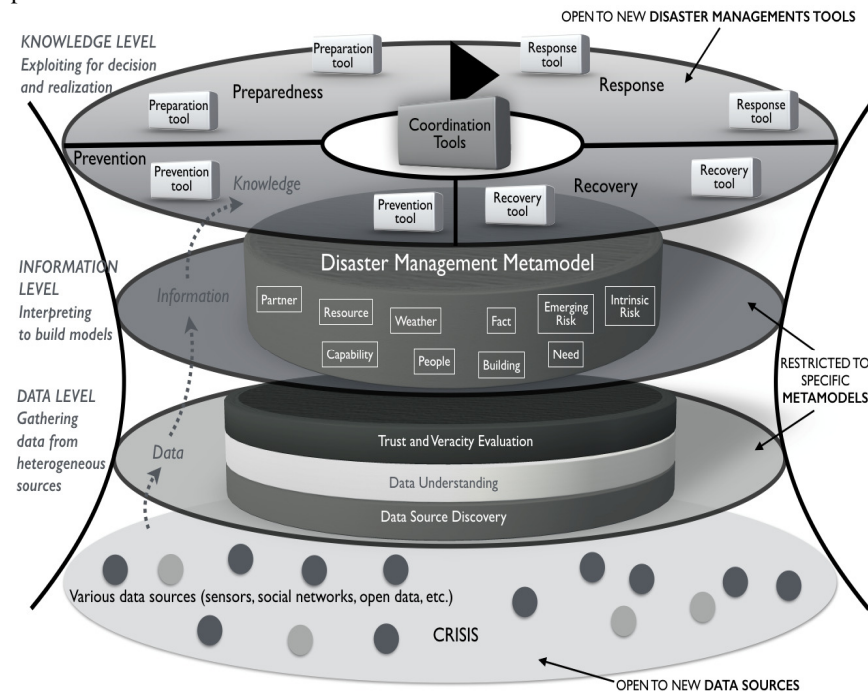 OPEN TO NEW DISASTER MANAGEMENTS TOOLS
KNOWLEDGE LEVEL
Exploiting for decision
and realization
Preparation
tool
Response
tool
Preparedness
Response
Preparation
tool
Response
tool
Coordination
Tools
Prevention
Prevention
tool
Knowledge
Recovery
Recovery
tool
Prevention
tool
Recovery
tool
INFORMATION
LEVEL
Interpreting
to build models
Information
Disaster Management Metamodel
Partner
Resource
Weather
Fact
Emerging
Risk
Intrinsic
Risk
Capability
People
Building
Need
RESTRICTED TO
SPECIFIC
METAMODELS
DATA LEVEL
Gathering
data from
heterogeneous
sources
Data
Trust and Veracity Evaluation
Data Understanding
Data Source Discovery
Various data sources (sensors, social networks, open data, etc.)
CRISIS
OPEN TO NEW DATA SOURCES